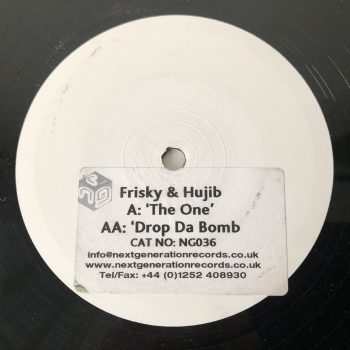 Frisky & Hujib
A: ‘The One’
AA: ‘Drop Da Bomb
CAT NO: NG036
info@nextgenerationrecords.co.uk
www.nextgenerationrecords.co.uk
Tel/Fax: +44 (0)1252 408930